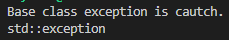 Base class exception is cautch.
std::exception